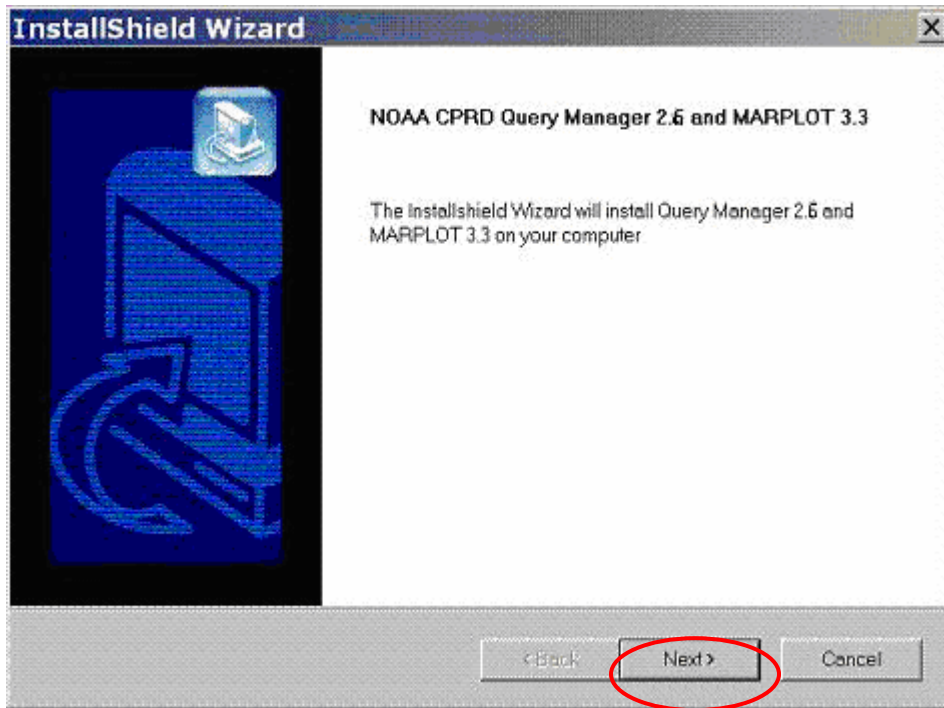 InstallShield Wizard
NOAA CPRD Query Manager 2.6 and MARPLOT 3.3
The Installshield Wizard will install Query Manager 2.6 and
MARPLOT 3.3 on your computer
< Back
Next >
Cancel